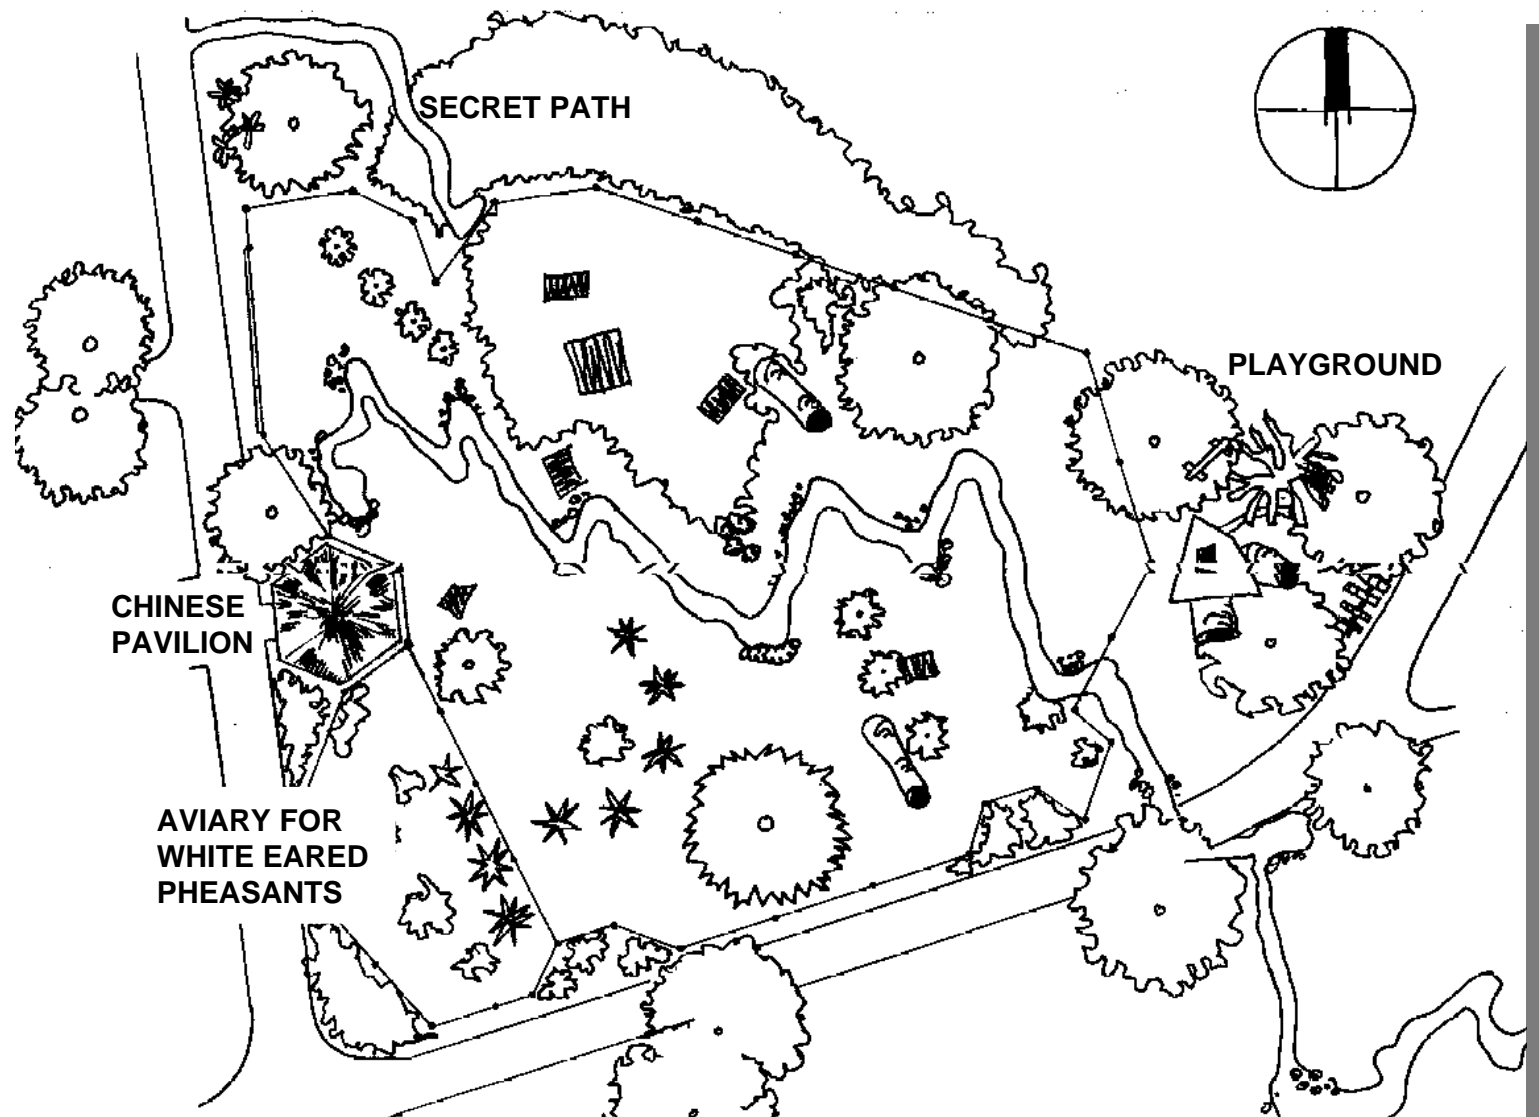 SECRET PATH
PLAYGROUND
CHINESE
PAVILION
AVIARY FOR
WHITE EARED
PHEASANTS